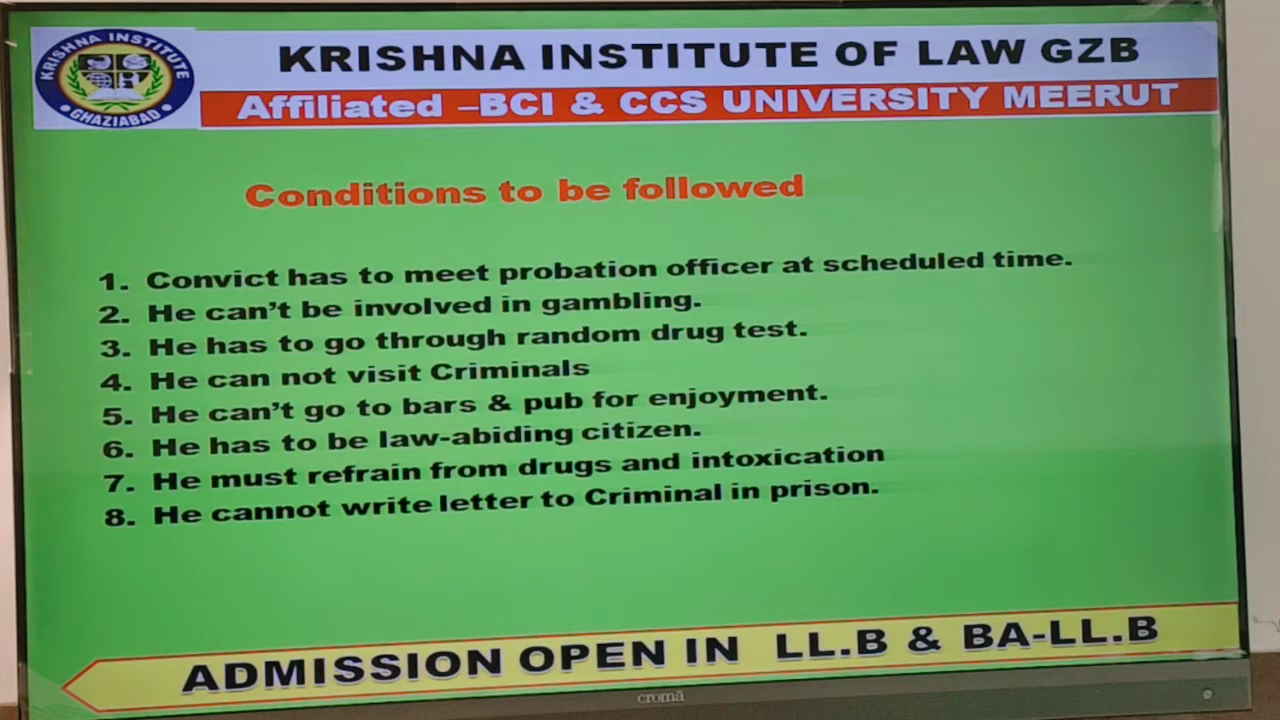 KRISHNA INSTITUTE
GHAZIABAD
KRISHNA INSTITUTE OF LAW GZB
Affiliated –BCI & CCS UNIVERSITY MEERUT
Conditions to be followed
1. Convict has to meet probation officer at scheduled time.
2. He can’t be involved in gambling.
3. He has to go through random drug test.
4. He can not visit Criminals
5. He can’t go to bars & pub for enjoyment.
6. He has to be law-abiding citizen.
7. He must refrain from drugs and intoxication
8. He cannot write letter to Criminal in prison.
ADMISSION OPEN IN LL.B & BA-LL.B
cromā